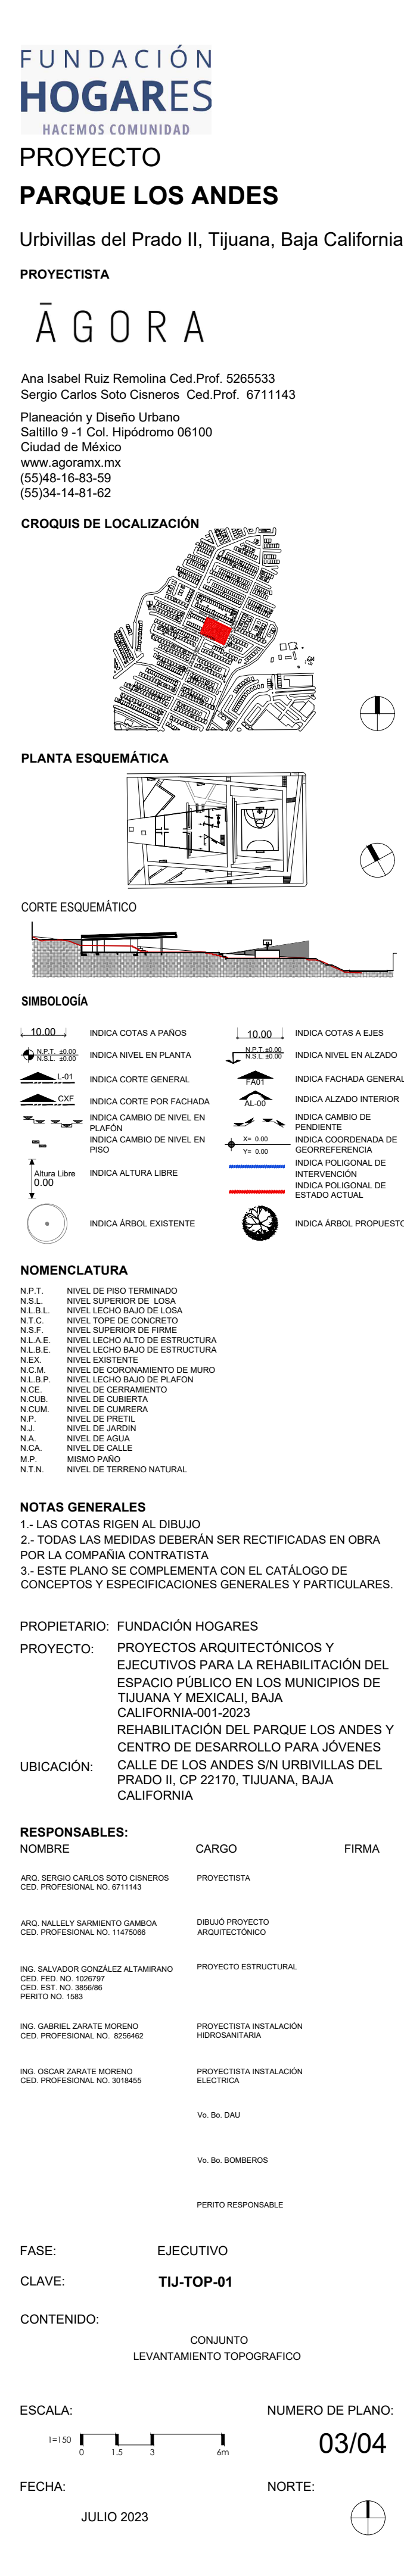 FUNDACIÓN
HOGARES
HACEMOS COMUNIDAD
PROYECTO
PARQUE LOS ANDES
Urbivillas del Prado II, Tijuana, Baja California
PROYECTISTA
ĀGORA
Ana Isabel Ruiz Remolina Ced.Prof. 5265533
Sergio Carlos Soto Cisneros Ced.Prof. 6711143
Planeación y Diseño Urbano
Saltillo 9 -1 Col. Hipódromo 06100
Ciudad de México
www.agoramx.mx
(55)48-16-83-59
(55)34-14-81-62
CROQUIS DE LOCALIZACIÓN
PLANTA ESQUEMÁTICA
CORTE ESQUEMÁTICO
SIMBOLOGÍA
10.00 INDICA COTAS A PAÑOS
10.00 INDICA COTAS A EJES
N.P.T. ±0.00
N.S.L. ±0.00
INDICA NIVEL EN PLANTA
N.P.T. ±0.00
N.S.L. ±0.00
INDICA NIVEL EN ALZADO
L-01 INDICA CORTE GENERAL
FA01 INDICA FACHADA GENERAL
CXF INDICA CORTE POR FACHADA
AL-00 INDICA ALZADO INTERIOR
INDICA CAMBIO DE NIVEL EN
PLAFÓN
INDICA CAMBIO DE
PENDIENTE
INDICA CAMBIO DE NIVEL EN
PISO
X= 0.00
Y= 0.00
INDICA COORDENADA DE
GEORREFERENCIA
Altura Libre
0.00
INDICA ALTURA LIBRE
INDICA POLIGONAL DE
INTERVENCIÓN
INDICA POLIGONAL DE
ESTADO ACTUAL
INDICA ÁRBOL EXISTENTE
INDICA ÁRBOL PROPUESTO
NOMENCLATURA
N.P.T. NIVEL DE PISO TERMINADO
N.S.L. NIVEL SUPERIOR DE LOSA
N.L.B.L. NIVEL LECHO BAJO DE LOSA
N.T.C. NIVEL TOPE DE CONCRETO
N.S.F. NIVEL SUPERIOR DE FIRME
N.L.A.E. NIVEL LECHO ALTO DE ESTRUCTURA
N.L.B.E. NIVEL LECHO BAJO DE ESTRUCTURA
N.EX. NIVEL EXISTENTE
N.C.M. NIVEL DE CORONAMIENTO DE MURO
N.L.B.P. NIVEL LECHO BAJO DE PLAFON
N.CE. NIVEL DE CERRAMIENTO
N.CUB. NIVEL DE CUBIERTA
N.CUM. NIVEL DE CUMRERA
N.P. NIVEL DE PRETIL
N.J. NIVEL DE JARDIN
N.A. NIVEL DE AGUA
N.CA. NIVEL DE CALLE
M.P. MISMO PAÑO
N.T.N. NIVEL DE TERRENO NATURAL
NOTAS GENERALES
1.- LAS COTAS RIGEN AL DIBUJO
2.- TODAS LAS MEDIDAS DEBERÁN SER RECTIFICADAS EN OBRA
POR LA COMPAÑIA CONTRATISTA
3.- ESTE PLANO SE COMPLEMENTA CON EL CATÁLOGO DE
CONCEPTOS Y ESPECIFICACIONES GENERALES Y PARTICULARES.
PROPIETARIO: FUNDACIÓN HOGARES
PROYECTO: PROYECTOS ARQUITECTÓNICOS Y
EJECUTIVOS PARA LA REHABILITACIÓN DEL
ESPACIO PÚBLICO EN LOS MUNICIPIOS DE
TIJUANA Y MEXICALI, BAJA
CALIFORNIA-001-2023
REHABILITACIÓN DEL PARQUE LOS ANDES Y
CENTRO DE DESARROLLO PARA JÓVENES
UBICACIÓN: CALLE DE LOS ANDES S/N URBIVILLAS DEL
PRADO II, CP 22170, TIJUANA, BAJA
CALIFORNIA
RESPONSABLES:
NOMBRE CARGO FIRMA
ARQ. SERGIO CARLOS SOTO CISNEROS PROYECTISTA
CED. PROFESIONAL NO. 6711143
ARQ. NALLELY SARMIENTO GAMBOA DIBUJÓ PROYECTO
CED. PROFESIONAL NO. 11475066 ARQUITECTÓNICO
ING. SALVADOR GONZÁLEZ ALTAMIRANO PROYECTO ESTRUCTURAL
CED. FED. NO. 1026797
CED. EST. NO. 3856/86
PERITO NO. 1583
ING. GABRIEL ZARATE MORENO PROYECTISTA INSTALACIÓN
CED. PROFESIONAL NO. 8256462 HIDROSANITARIA
ING. OSCAR ZARATE MORENO PROYECTISTA INSTALACIÓN
CED. PROFESIONAL NO. 3018455 ELECTRICA
Vo. Bo. DAU
Vo. Bo. BOMBEROS
PERITO RESPONSABLE
FASE: EJECUTIVO
CLAVE: TIJ-TOP-01
CONTENIDO:
CONJUNTO
LEVANTAMIENTO TOPOGRAFICO
ESCALA: NUMERO DE PLANO:
1=150
0 1.5 3 6m
03/04
FECHA: NORTE:
JULIO 2023